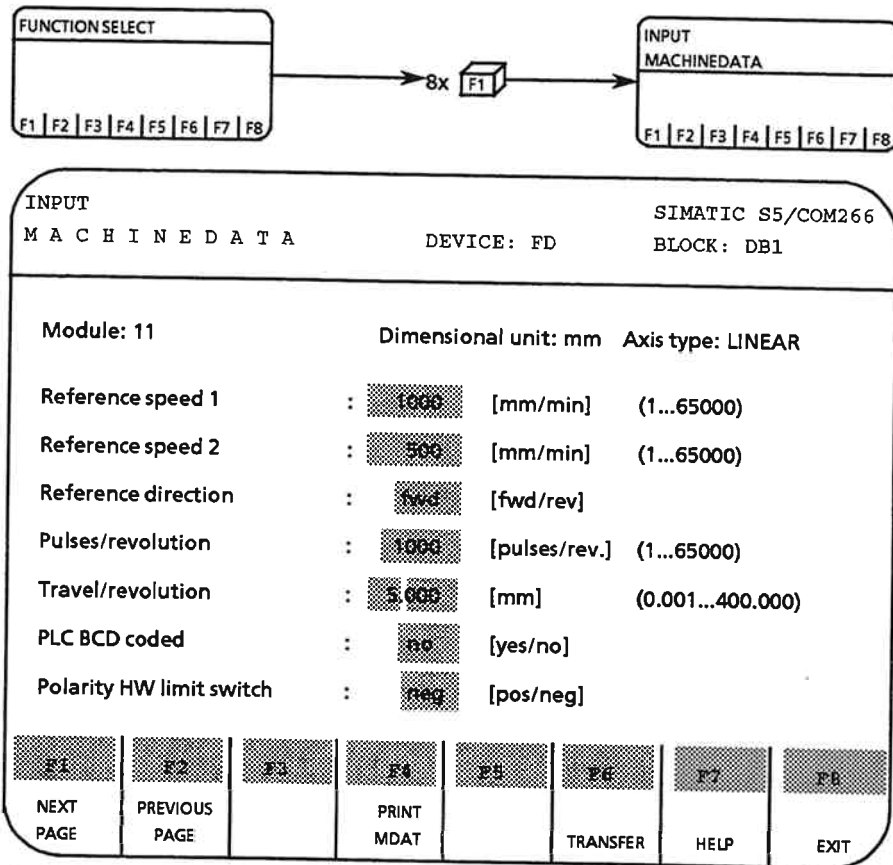 FUNCTION SELECT
F1 F2 F3 F4 F5 F6 F7 F8
8x F1
INPUT
MACHINEDATA
F1 F2 F3 F4 F5 F6 F7 F8
INPUT SIMATIC S5/COM266
M A C H I N E D A T A DEVICE: FD BLOCK: DB1
Module: 11 Dimensional unit: mm Axis type: LINEAR
Reference speed 1 : 1000 [mm/min] (1...65000)
Reference speed 2 : 500 [mm/min] (1...65000)
Reference direction : fwd [fwd/rev]
Pulses/revolution : 1000 [pulses/rev.] (1...65000)
Travel/revolution : 5.000 [mm] (0.001...400.000)
PLC BCD coded : no [yes/no]
Polarity HW limit switch : neg [pos/neg]
F1 F2 F3 F4 F5 F6 F7 F8
NEXT PREVIOUS PRINT
PAGE PAGE MDAT TRANSFER HELP EXIT